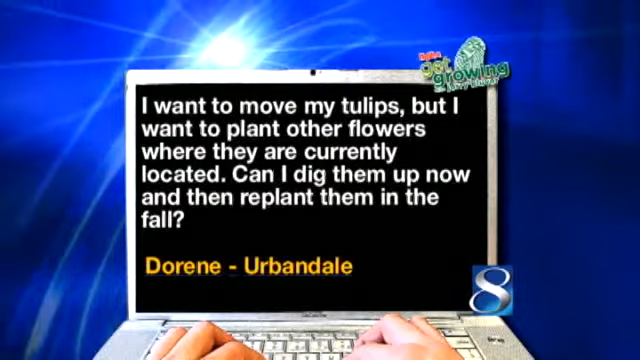 get
growing
I want to move my tulips, but I
want to plant other flowers
where they are currently
located. Can I dig them up now
and then replant them in the
fall?
Dorene - Urbandale
8